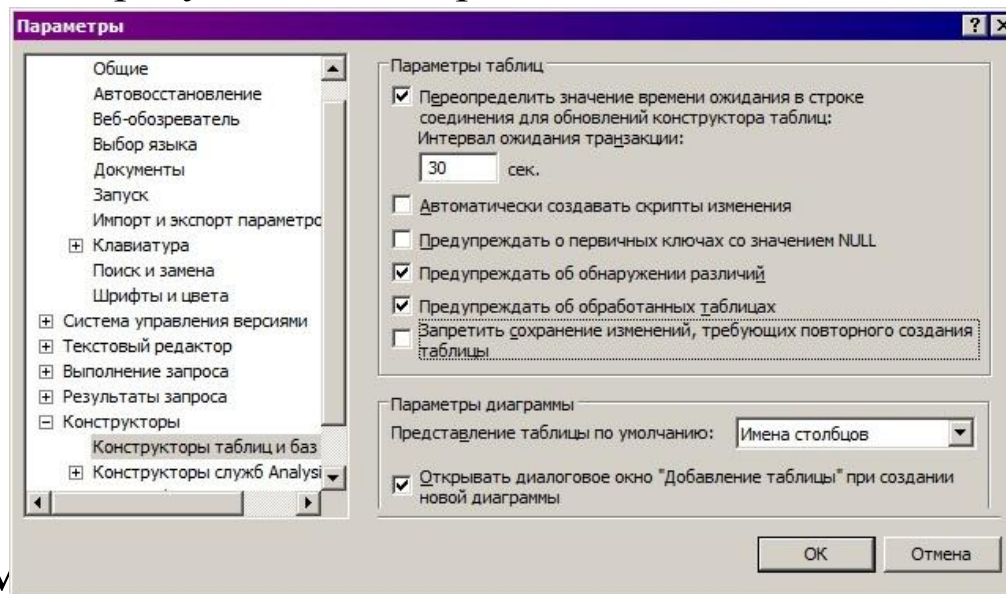 Параметры
Общие
Автовосстановление
Веб-обозреватель
Выбор языка
Документы
Запуск
Импорт и экспорт параметро
Клавиатура
Поиск и замена
Шрифты и цвета
Система управления версиями
Текстовый редактор
Выполнение запроса
Результаты запроса
Конструкторы
Конструкторы таблиц и баз
Конструкторы служб Analysi
Параметры таблиц
Переопределить значение времени ожидания в строке
соединения для обновлений конструктора таблиц:
Интервал ожидания транзакции:
30 сек.
Автоматически создавать скрипты изменения
Предупреждать о первичных ключах со значением NULL
Предупреждать об обнаружении различий
Предупреждать об обработанных таблицах
Запретить сохранение изменений, требующих повторного создания
таблицы
Параметры диаграммы
Представление таблицы по умолчанию: Имена столбцов
Открывать диалоговое окно "Добавление таблицы" при создании
новой диаграммы
OK Отмена